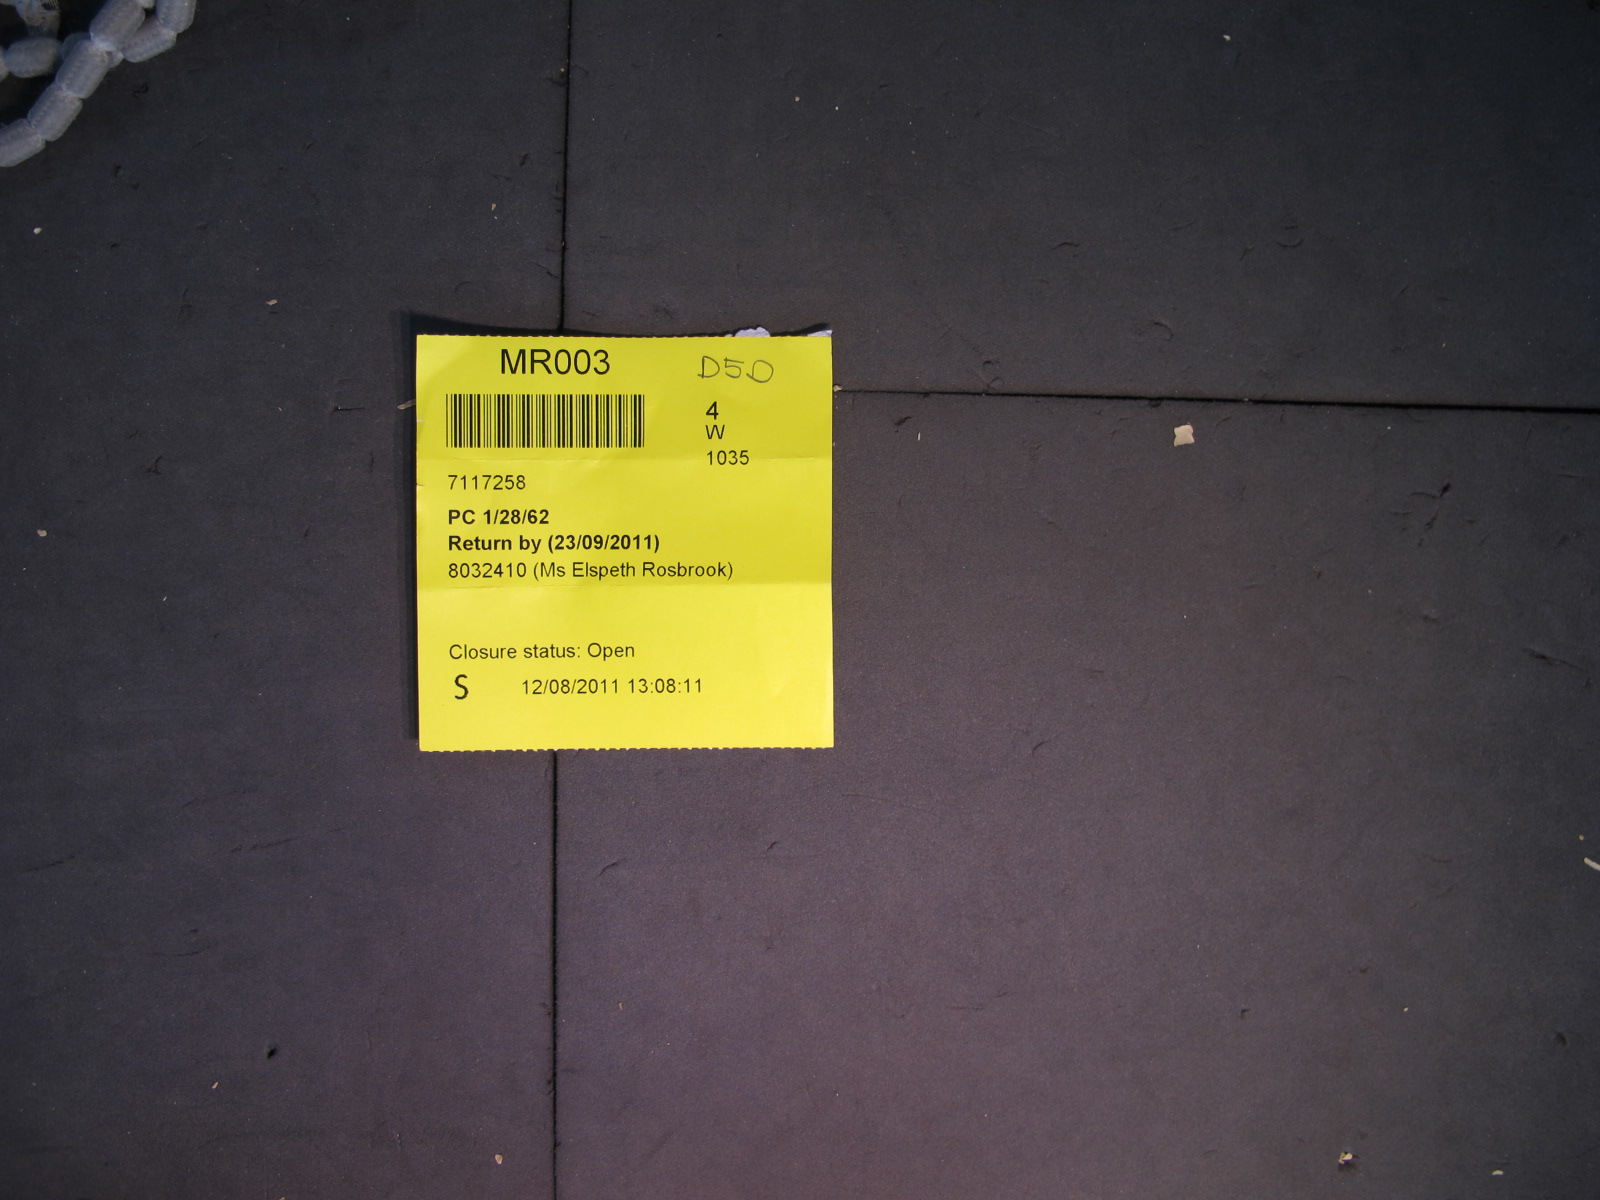 MR003
D50
4
W
1035
7117258
PC 1/28/62
Return by (23/09/2011)
8032410 (Ms Elspeth Rosbrook)
Closure status: Open
S 12/08/2011 13:08:11